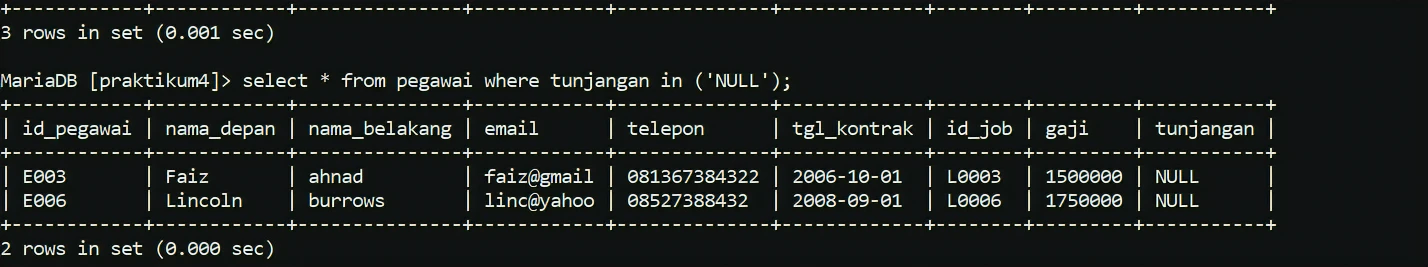 +------------+------------+---------------+------------+--------------+-------------+--------+---------+-----------+
3 rows in set (0.001 sec)
MariaDB [praktikum4]> select * from pegawai where tunjangan in ('NULL');
+------------+------------+---------------+------------+--------------+-------------+--------+---------+-----------+
| id_pegawai | nama_depan | nama_belakang | email      | telepon      | tgl_kontrak | id_job | gaji    | tunjangan |
+------------+------------+---------------+------------+--------------+-------------+--------+---------+-----------+
| E003       | Faiz       | ahnad         | faiz@gmail | 081367384322 | 2006-10-01  | L0003  | 1500000 | NULL      |
| E006       | Lincoln    | burrows       | linc@yahoo | 08527388432  | 2008-09-01  | L0006  | 1750000 | NULL      |
+------------+------------+---------------+------------+--------------+-------------+--------+---------+-----------+
2 rows in set (0.000 sec)